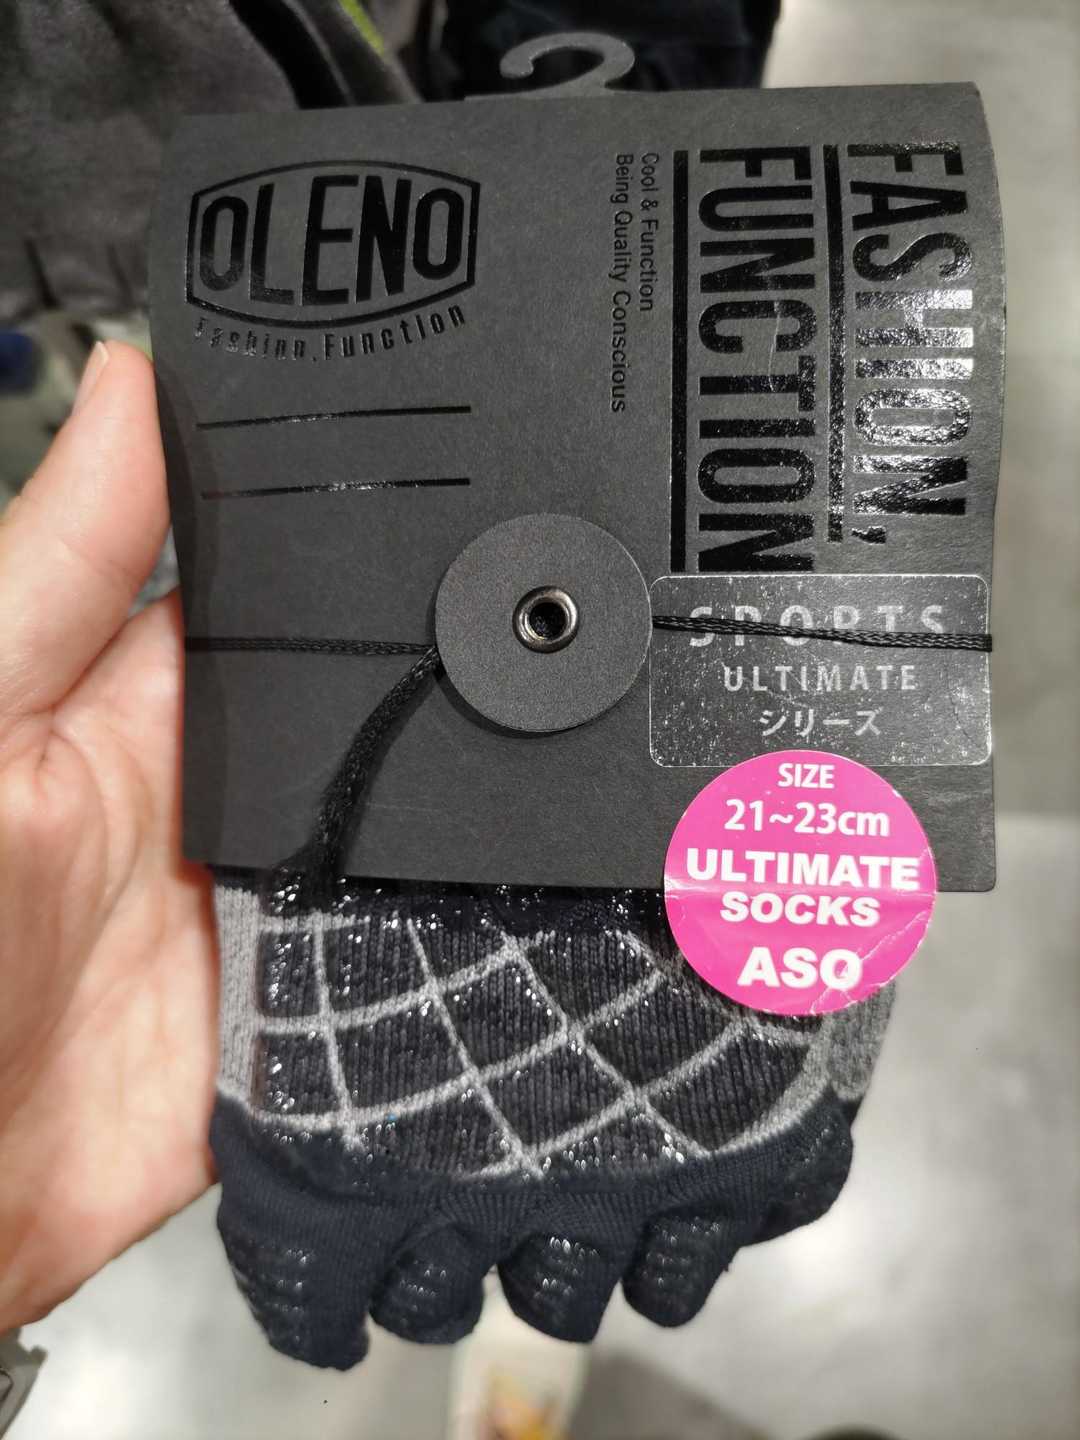 OLENO
Fashion, Function
Cool & Function
Being Quality Conscious
FASHION,
FUNCTION
SPORTS
ULTIMATE
シリーズ
SIZE
21~23cm
ULTIMATE
SOCKS
ASO